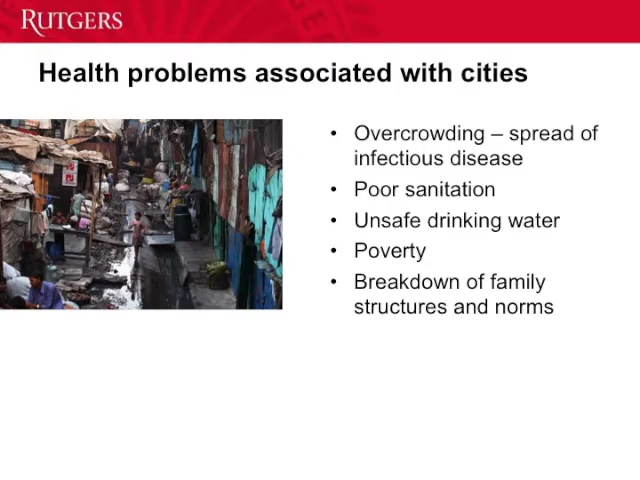 RUTGERS
Health problems associated with cities
• Overcrowding – spread of
infectious disease
• Poor sanitation
• Unsafe drinking water
• Poverty
• Breakdown of family
structures and norms